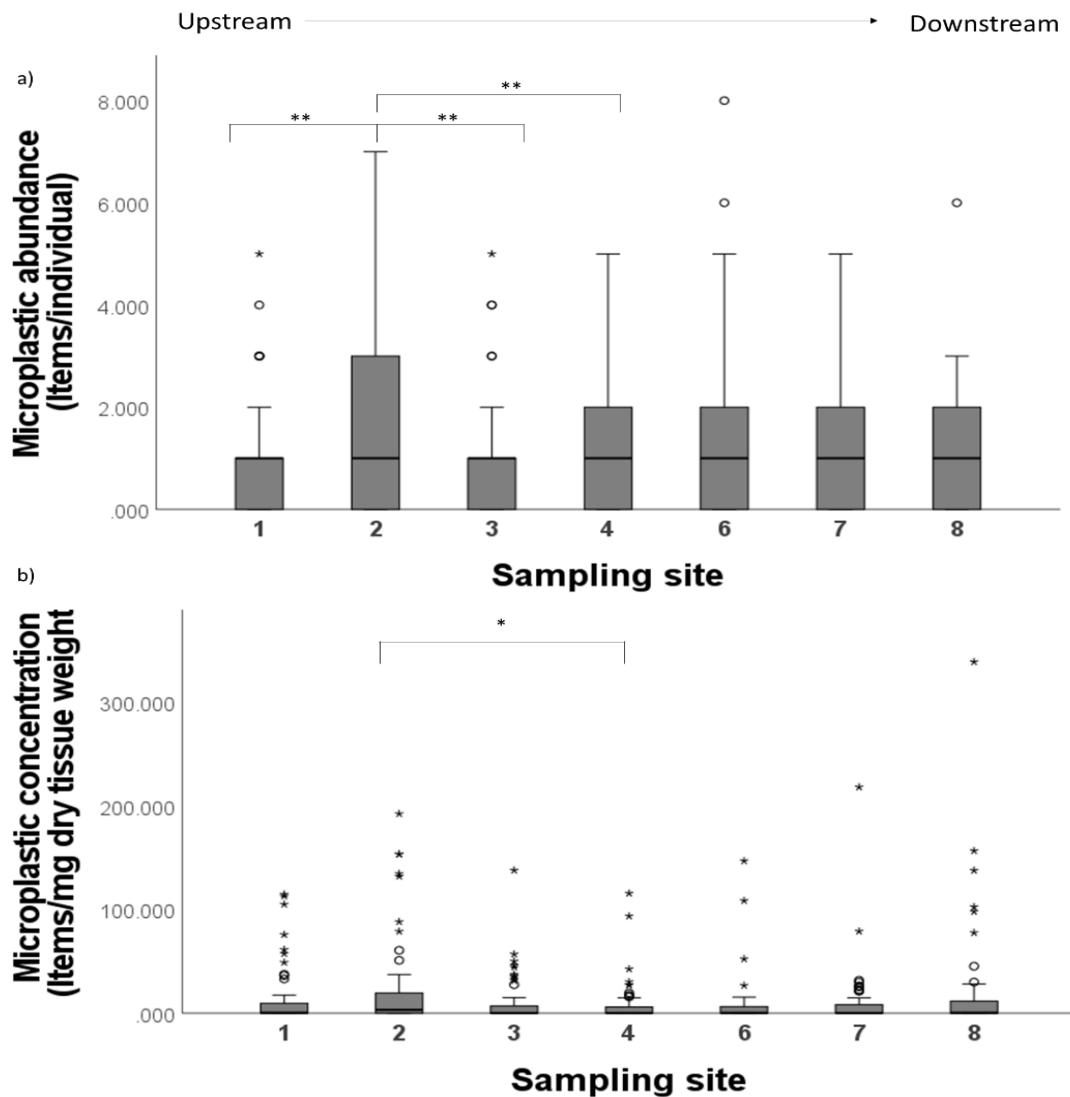 Upstream
Downstream
a)
Microplastic abundance
(Items/individual)
8.000
6.000
4.000
2.000
.000
**
**
**
*
*
1 2 3 4 6 7 8
Sampling site
b)
Microplastic concentration
(Items/mg dry tissue weight
300.000
200.000
100.000
.000
*
1 2 3 4 6 7 8
Sampling site